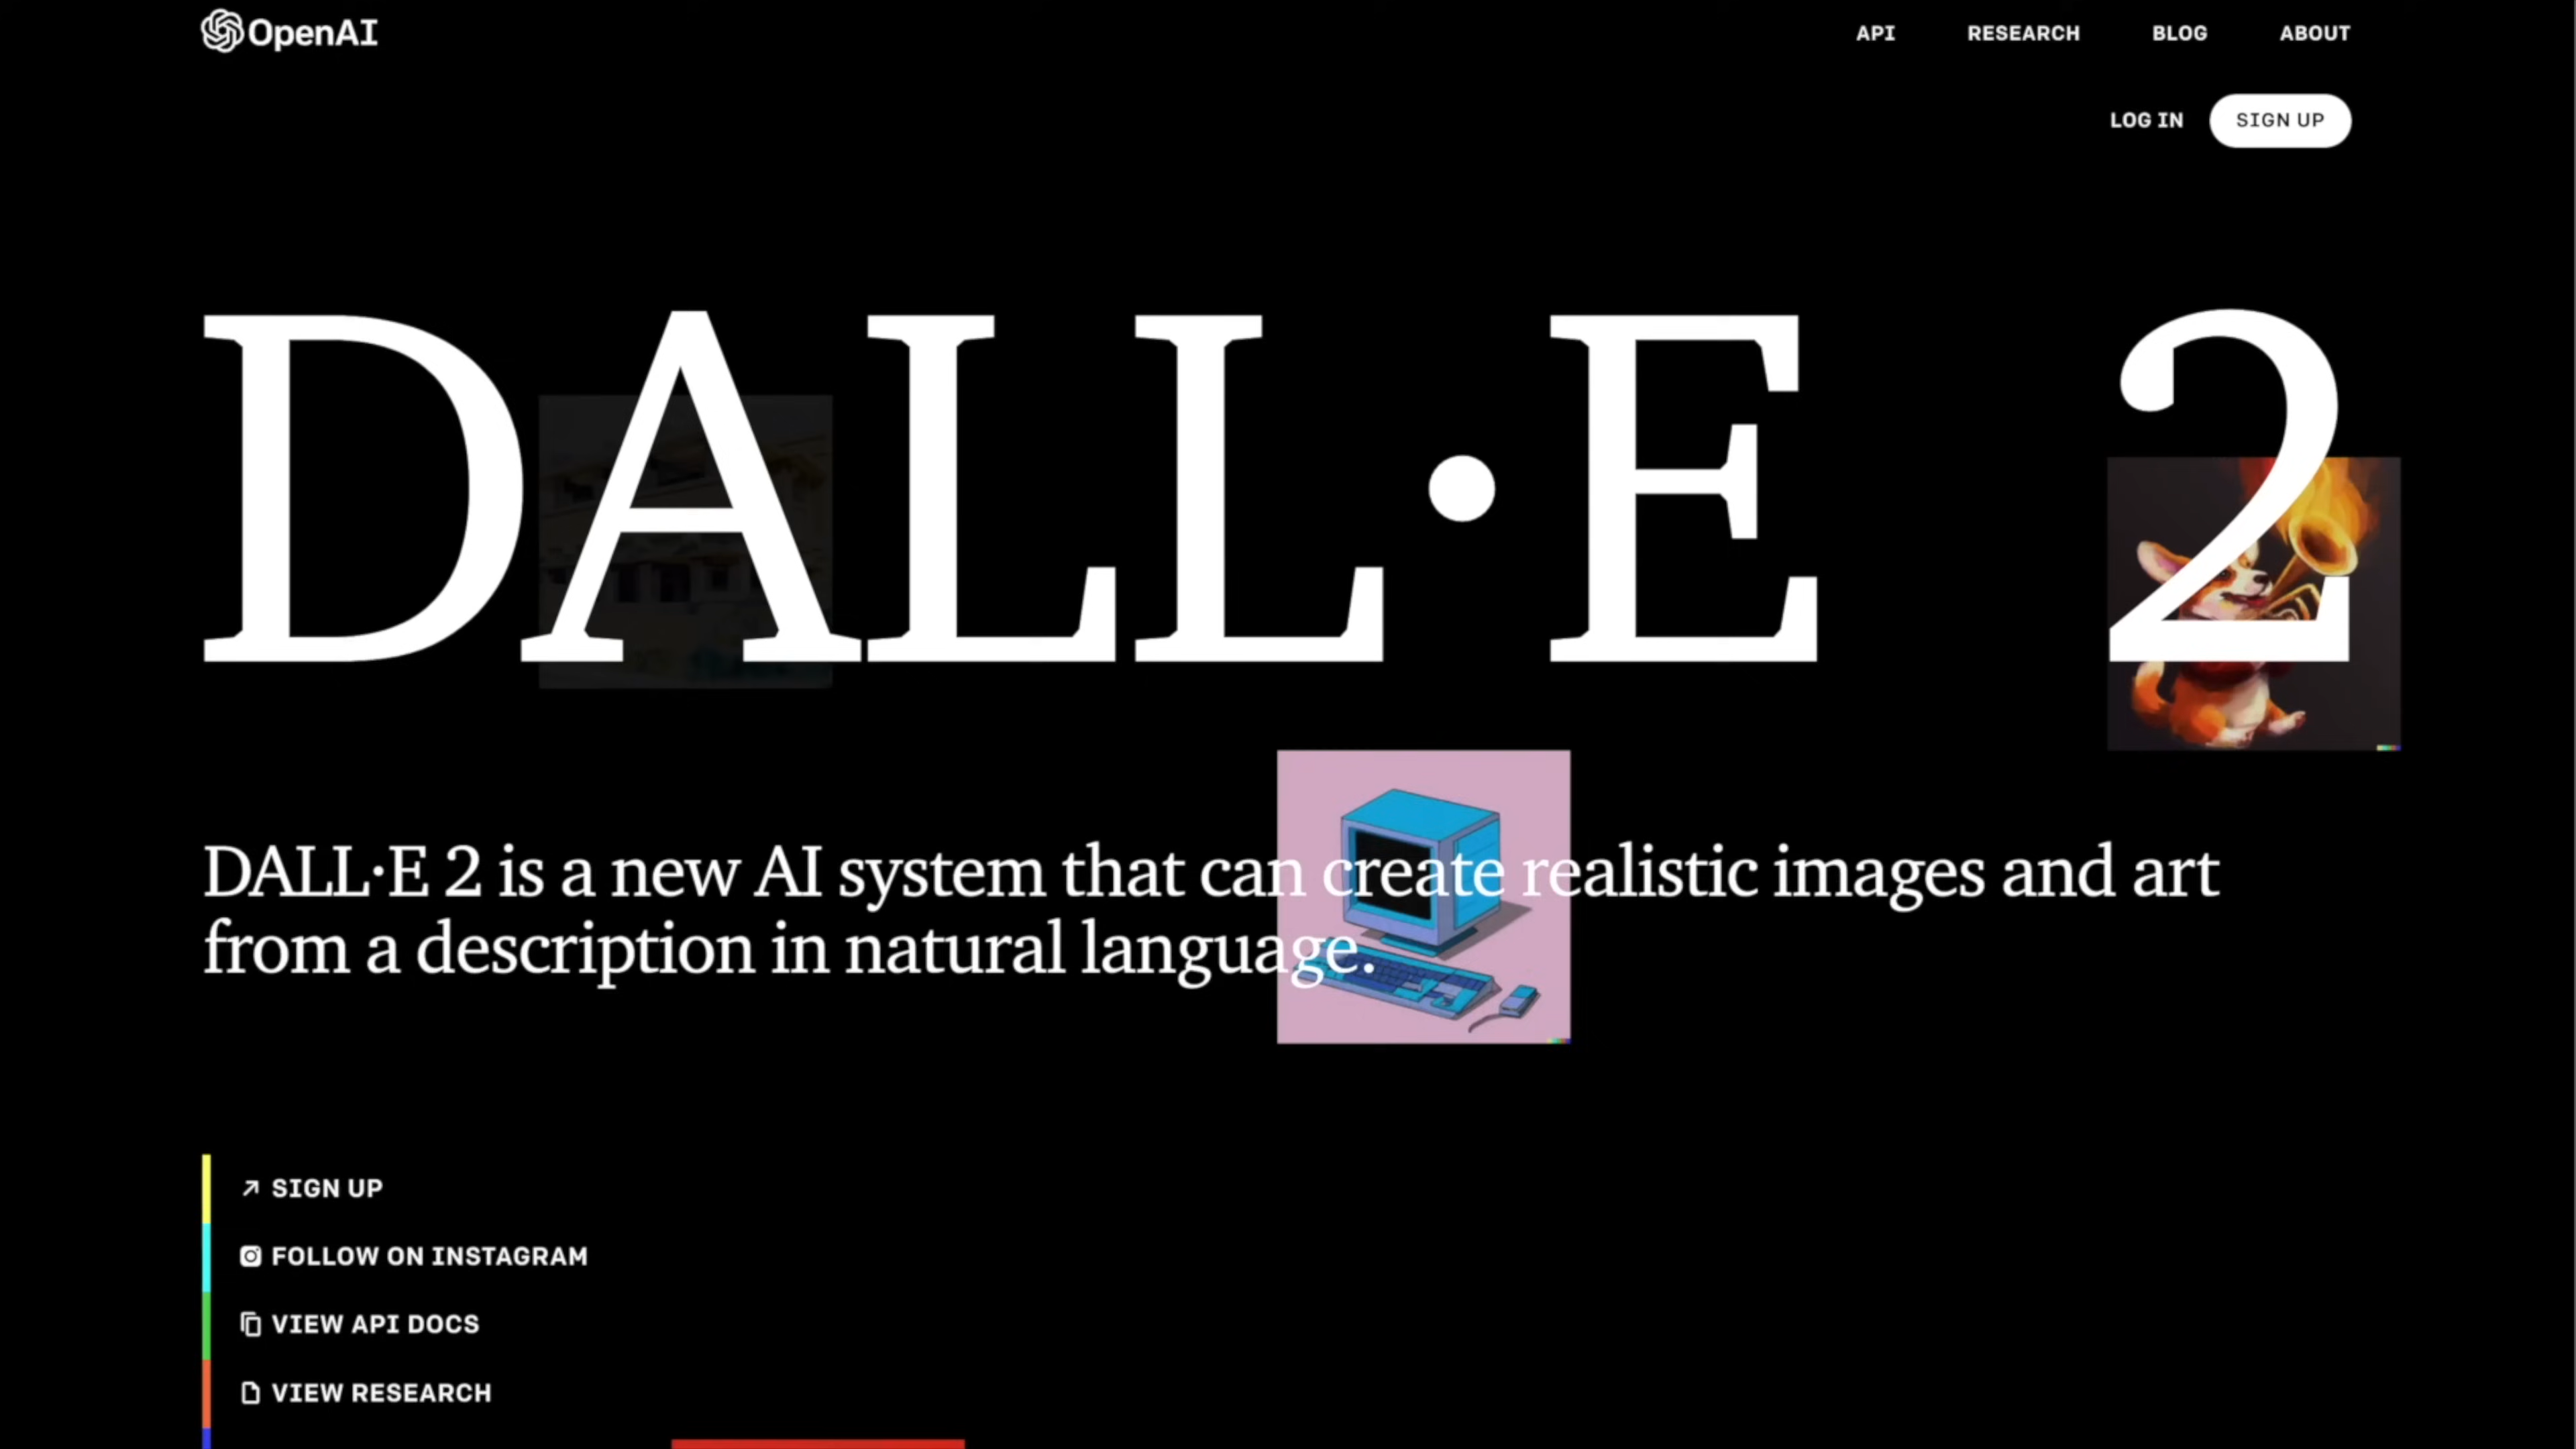 OpenAI
API RESEARCH BLOG ABOUT
LOG IN SIGN UP
DALL·E 2
DALL·E 2 is a new AI system that can create realistic images and art
from a description in natural language.
SIGN UP
FOLLOW ON INSTAGRAM
VIEW API DOCS
VIEW RESEARCH